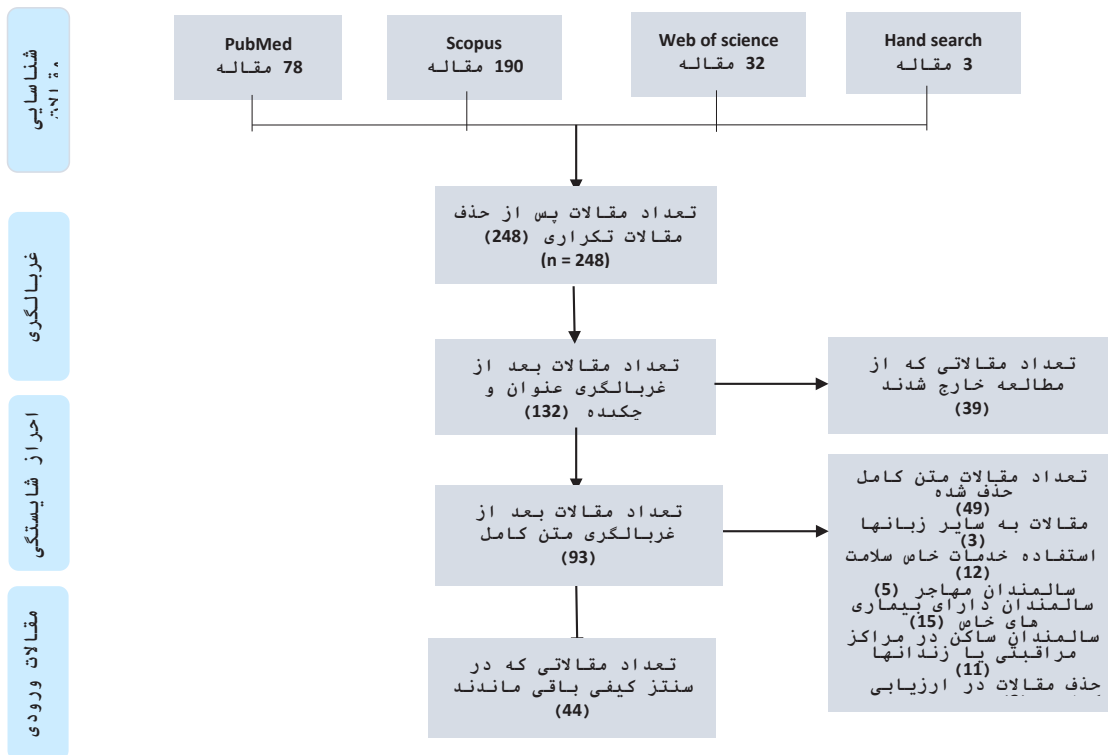 شناسایی
مقالات
PubMed
78 مقاله
Scopus
190 مقاله
Web of science
32 مقاله
Hand search
3 مقاله
غربالگری
تعداد مقالات پس از حذف
مقالات تکراری (248)
(n = 248)
تعداد مقالات بعد از
غربالگری عنوان و
چکیده (132)
تعداد مقالاتی که از
مطالعه خارج شدند
(39)
احراز شایستگی
تعداد مقالات بعد از
غربالگری متن کامل
(93)
تعداد مقالات متن کامل
حذف شده
(49)
مقالات به سایر زبانها
(3)
استفاده خدمات خاص سلامت
(12)
سالمندان مهاجر (5)
سالمندان دارای بیماری
های خاص (15)
سالمندان ساکن در مراکز
مراقبتی یا زندانها
(11)
حذف مقالات در ارزیابی
مقالات ورودی
تعداد مقالاتی که در
سنتز کیفی باقی ماندند
(44)